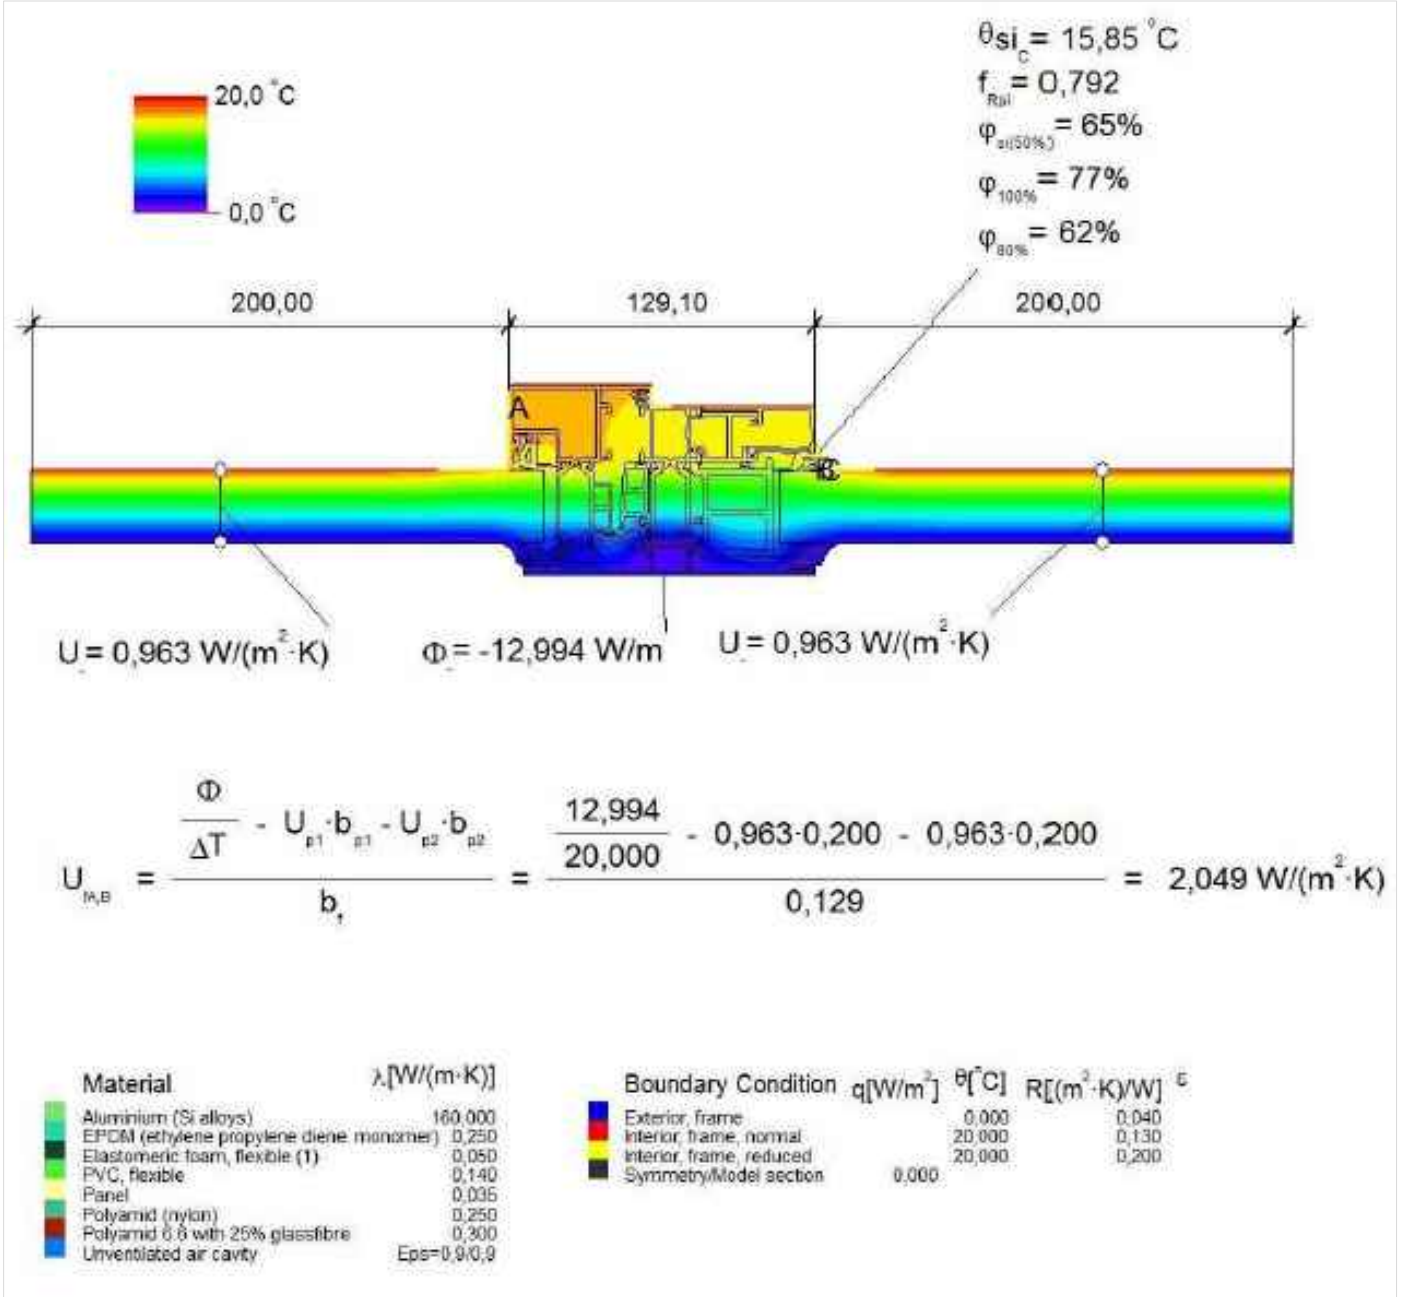 θsi_C = 15,85 °C
f_Rsi = 0,792
20,0 °C
φ_si(50%) = 65%
φ_100% = 77%
0,0 °C
φ_80% = 62%
200,00 129,10 200,00
A
U = 0,963 W/(m²·K) Φ = -12,994 W/m U = 0,963 W/(m²·K)
Φ 12,994
ΔT - U_p1·b_p1 - U_p2·b_p2 20,000 - 0,963·0,200 - 0,963·0,200
U_fA,B = = = 2,049 W/(m²·K)
b_f 0,129
Material λ[W/(m·K)]
Aluminium (Si alloys) 160,000
EPDM (ethylene propylene diene monomer) 0,250
Elastomeric foam, flexible (1) 0,050
PVC, flexible 0,140
Panel 0,035
Polyamid (nylon) 0,250
Polyamid 6.6 with 25% glassfibre 0,300
Unventilated air cavity Eps=0,9/0,9
Boundary Condition q[W/m²] θ[°C] R[(m²·K)/W] ε
Exterior, frame 0,000 0,040
Interior, frame, normal 20,000 0,130
Interior, frame, reduced 20,000 0,200
Symmetry/Model section 0,000